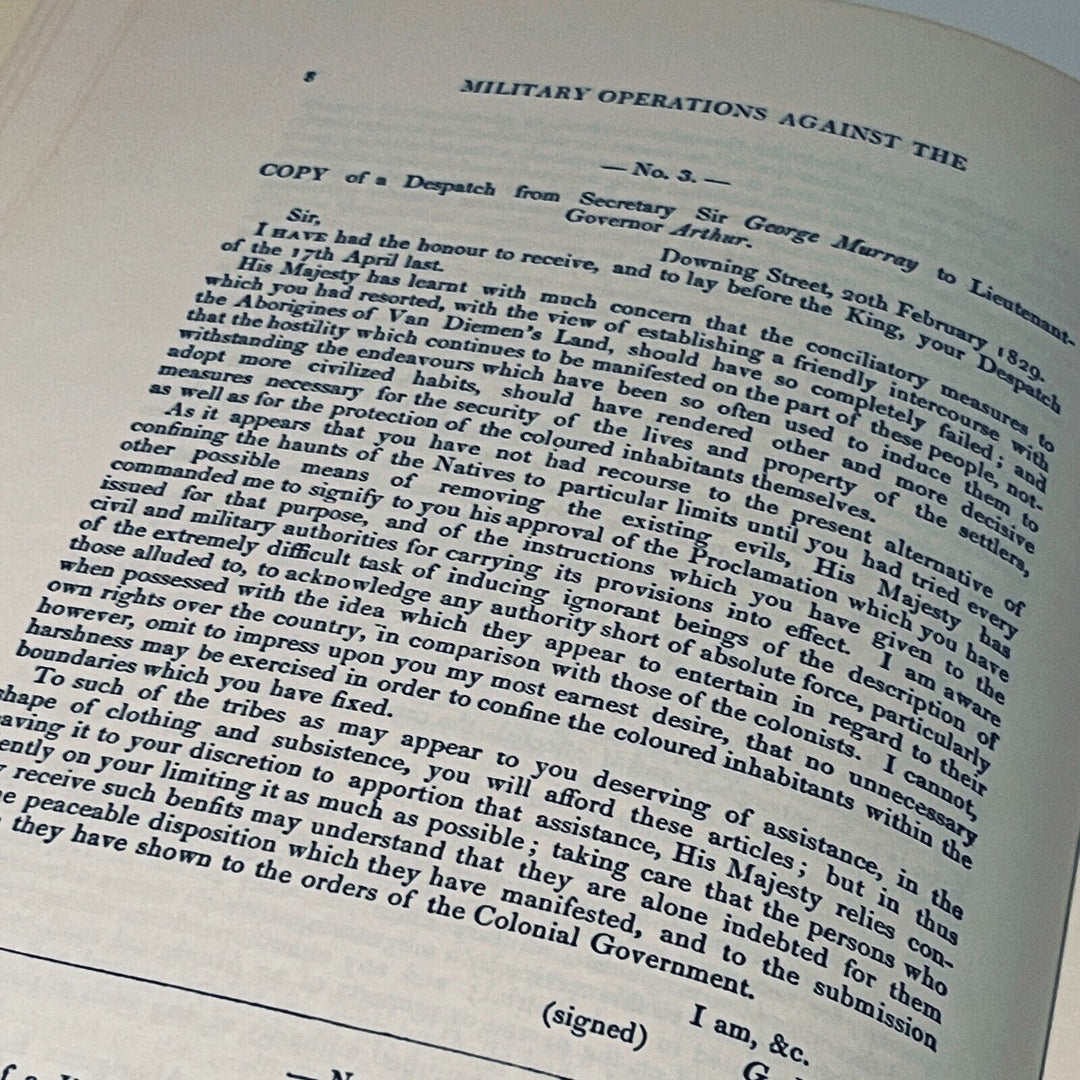 8
MILITARY OPERATIONS AGAINST THE
— No. 3. —
COPY of a Despatch from Secretary Sir George Murray to Lieutenant-
Governor Arthur.
Downing Street, 20th February 1829.
Sir,
I HAVE had the honour to receive, and to lay before the King, your Despatch
of the 17th April last.
His Majesty has learnt with much concern that the conciliatory measures to
which you had resorted, with the view of establishing a friendly intercourse with
the Aborigines of Van Diemen's Land, should have so completely failed; and
that the hostility which continues to be manifested on the part of these people, not-
withstanding the endeavours which have been so often used to induce them to
adopt more civilized habits, should have rendered other and more decisive
measures necessary for the security of the lives and property of the settlers,
as well as for the protection of the coloured inhabitants themselves.
As it appears that you have not had recourse to the present alternative of
confining the haunts of the Natives to particular limits until you had tried every
other possible means of removing the existing evils, His Majesty has
commanded me to signify to you his approval of the Proclamation which you have
issued for that purpose, and of the instructions which you have given to the
civil and military authorities for carrying its provisions into effect. I am aware
of the extremely difficult task of inducing ignorant beings of the description of
those alluded to, to acknowledge any authority short of absolute force, particularly
when possessed with the idea which they appear to entertain in regard to their
own rights over the country, in comparison with those of the colonists. I cannot,
however, omit to impress upon you my most earnest desire, that no unnecessary
harshness may be exercised in order to confine the coloured inhabitants within the
boundaries which you have fixed.
To such of the tribes as may appear to you deserving of assistance, in the
shape of clothing and subsistence, you will afford these articles; but in thus
aving it to your discretion to apportion that assistance, His Majesty relies con-
ently on your limiting it as much as possible; taking care that the persons who
receive such benfits may understand that they are alone indebted for them
e peaceable disposition which they have manifested, and to the submission
they have shown to the orders of the Colonial Government.
I am, &c.
(signed) G.
— N